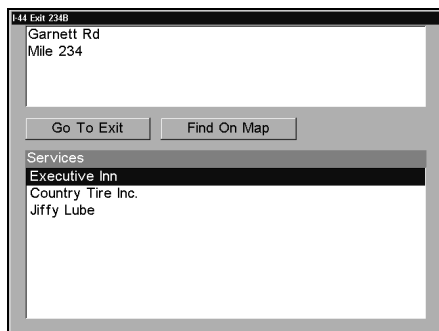 I-44 Exit 234B
Garnett Rd
Mile 234
Go To Exit
Find On Map
Services
Executive Inn
Country Tire Inc.
Jiffy Lube